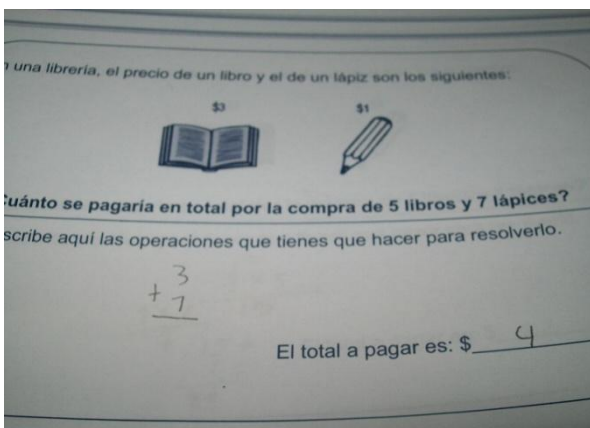 una librería, el precio de un libro y el de un lápiz son los siguientes:
$3 $1
Cuánto se pagaría en total por la compra de 5 libros y 7 lápices?
scribe aquí las operaciones que tienes que hacer para resolverlo.
3
+ 7
El total a pagar es: $ 4